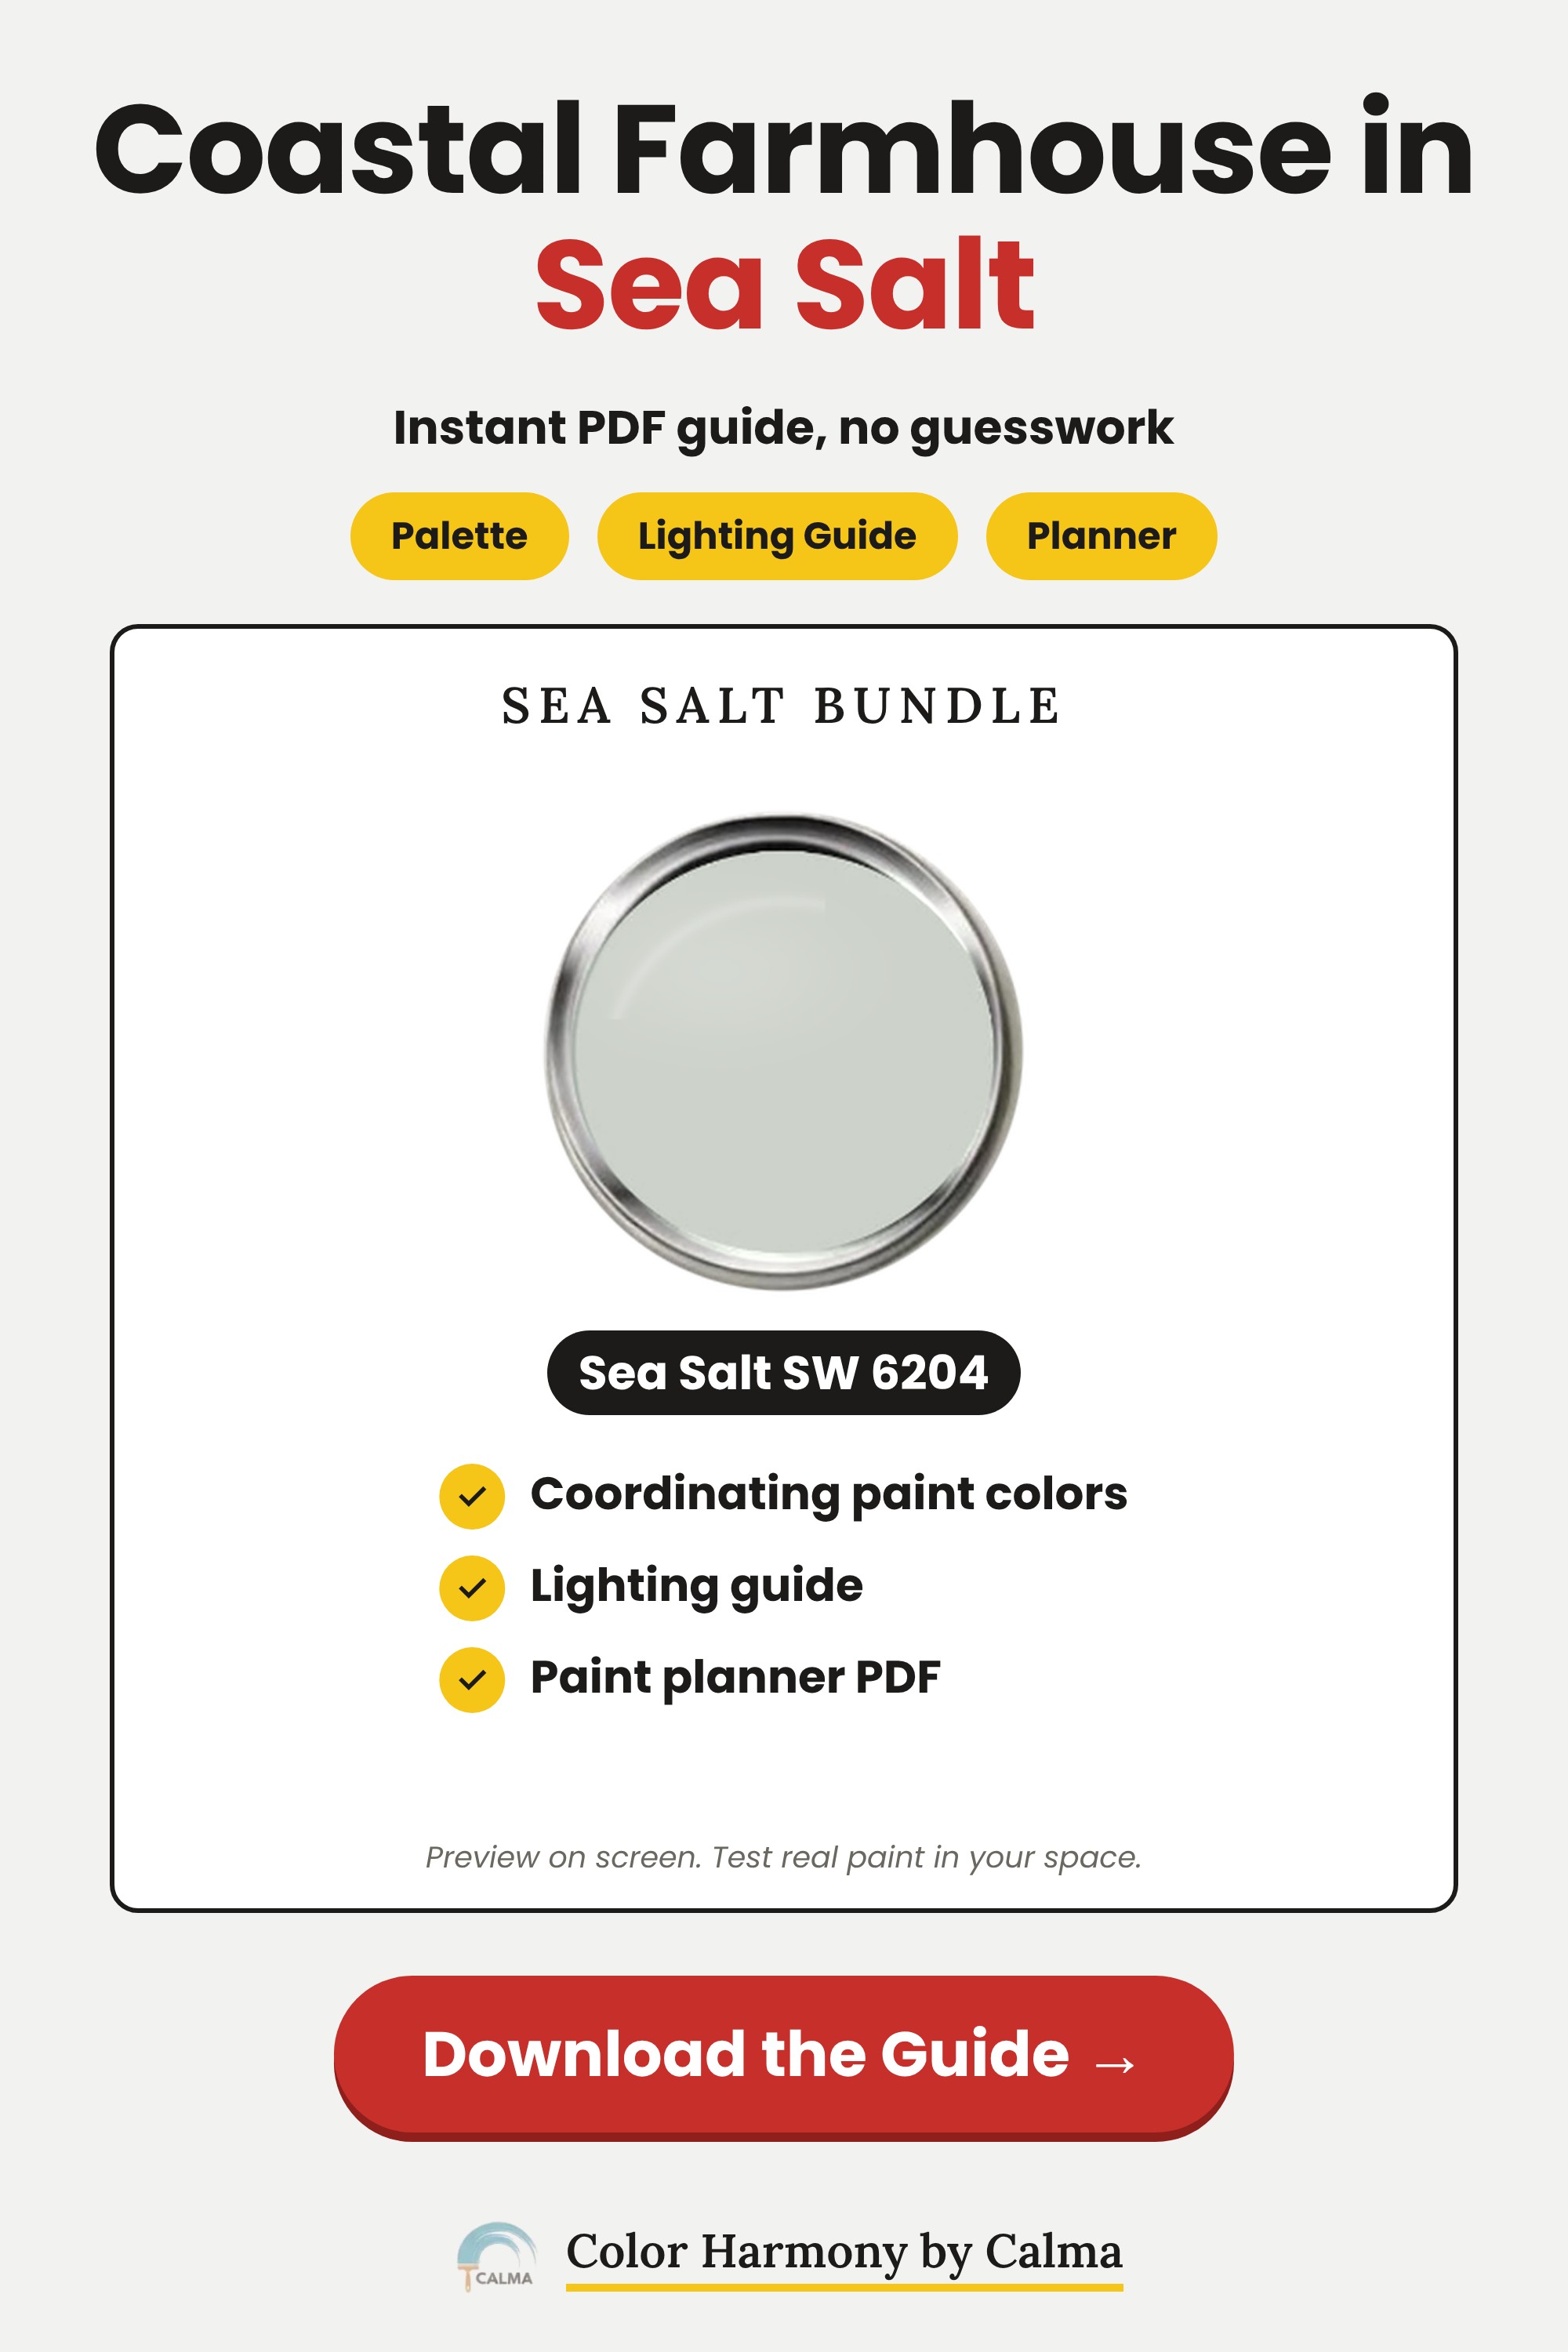 Coastal Farmhouse in
Sea Salt
Instant PDF guide, no guesswork
Palette
Lighting Guide
Planner
SEA SALT BUNDLE
Sea Salt SW 6204
Coordinating paint colors
Lighting guide
Paint planner PDF
Preview on screen. Test real paint in your space.
Download the Guide →
CALMA
Color Harmony by Calma